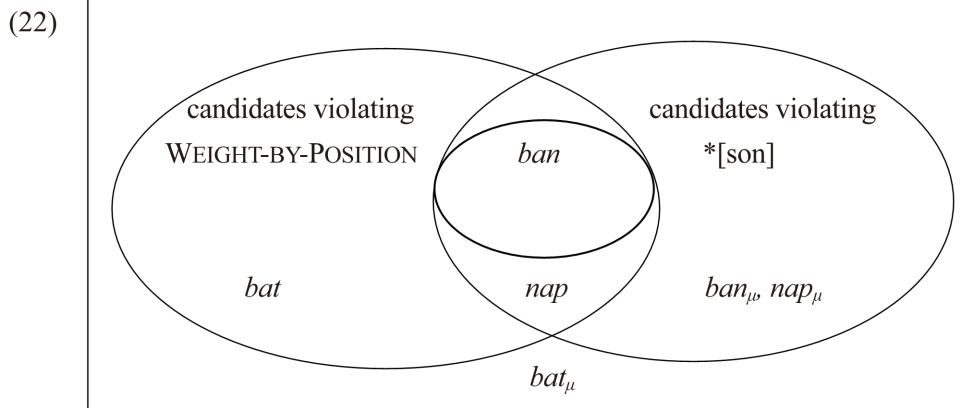 (22)
candidates violating
WEIGHT-BY-POSITION
candidates violating
*[son]
ban
bat
nap
banμ, napμ
batμ